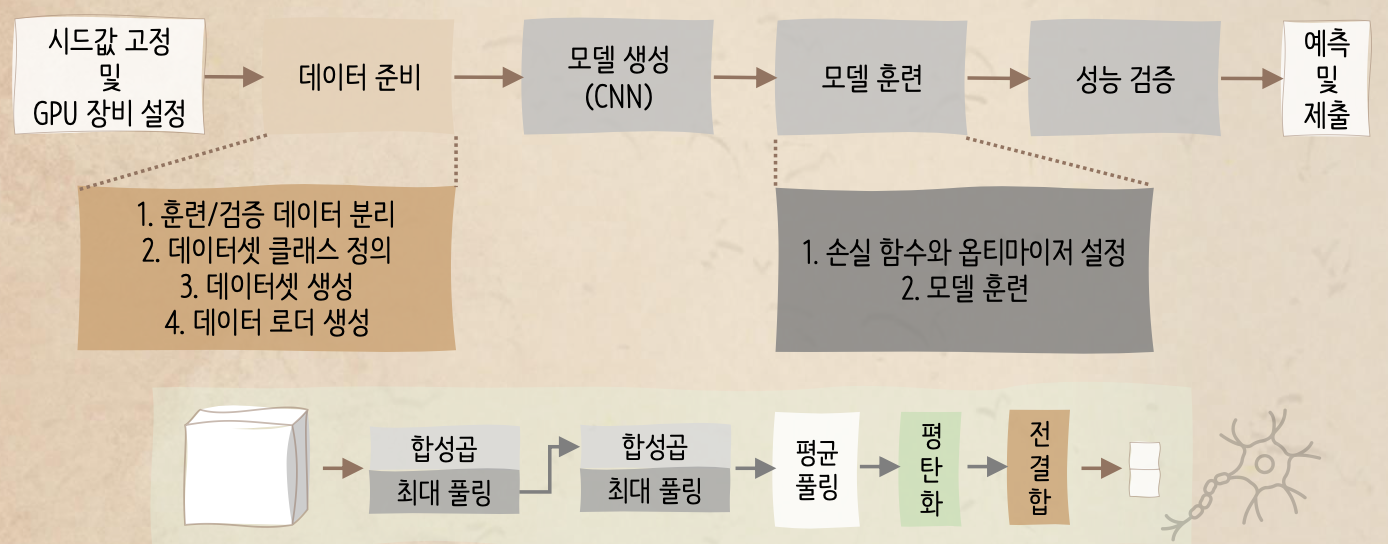 시드값 고정
및
GPU 장비 설정
데이터 준비
모델 생성
(CNN)
모델 훈련
성능 검증
예측
및
제출
1. 훈련/검증 데이터 분리
2. 데이터셋 클래스 정의
3. 데이터셋 생성
4. 데이터 로더 생성
1. 손실 함수와 옵티마이저 설정
2. 모델 훈련
합성곱
최대 풀링
합성곱
최대 풀링
평균
풀링
평
탄
화
전
결
합